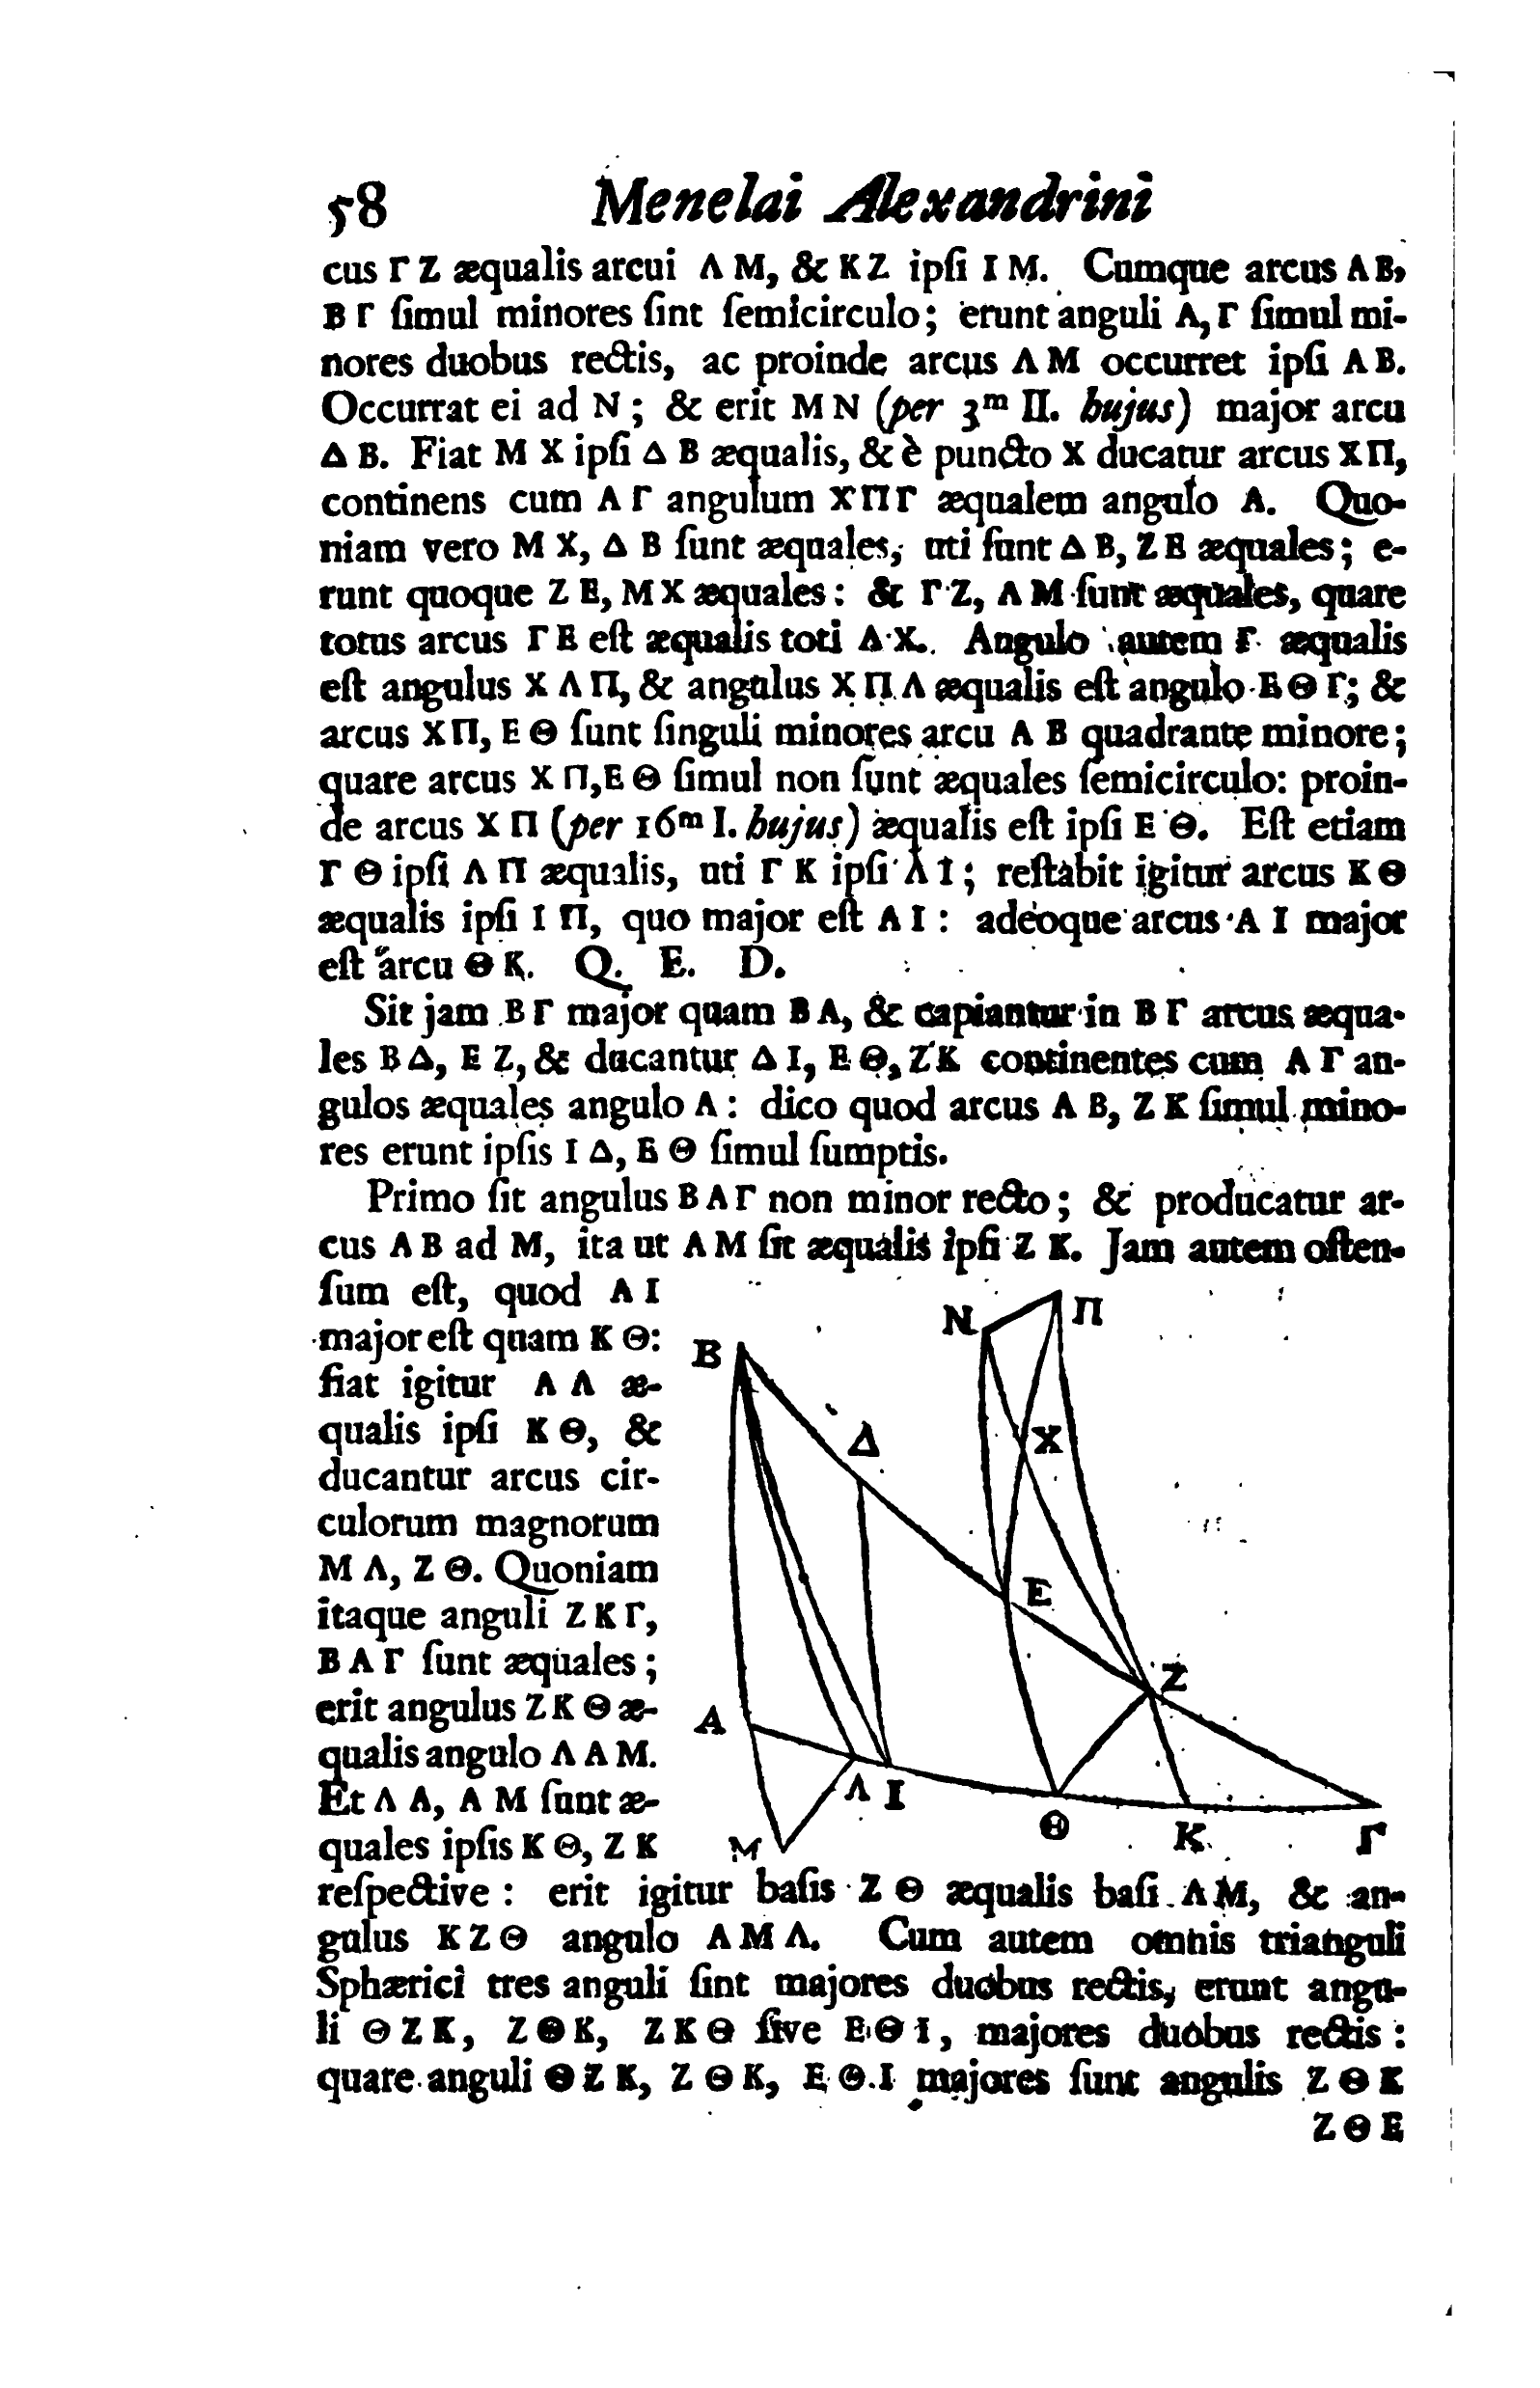 58 Menelai Alexandrini
cus Γ Ζ æqualis arcui Λ Μ, & Κ Ζ ipſi Ι Μ. Cumque arcus Α Β,
Β Γ ſimul minores ſint ſemicirculo; erunt anguli Α, Γ ſimul mi-
nores duobus rectis, ac proinde arcus Λ Μ occurret ipſi Α Β.
Occurrat ei ad Ν; & erit Μ Ν (per 3ᵐ II. hujus) major arcu
Δ Β. Fiat Μ Χ ipſi Δ Β æqualis, & è puncto Χ ducatur arcus Χ Π,
continens cum Α Γ angulum Χ Π Γ æqualem angulo Α. Quo-
niam vero Μ Χ, Δ Β ſunt æquales, uti ſunt Δ Β, Ζ Ε æquales; e-
runt quoque Ζ Ε, Μ Χ æquales: & Γ Ζ, Λ Μ ſunt æquales, quare
totus arcus Γ Ε eſt æqualis toti Λ Χ. Angulo autem Γ æqualis
eſt angulus Χ Λ Π, & angulus Χ Π Λ æqualis eſt angulo Ε Θ Γ; &
arcus Χ Π, Ε Θ ſunt ſinguli minores arcu Α Β quadrante minore;
quare arcus Χ Π, Ε Θ ſimul non ſunt æquales ſemicirculo: proin-
de arcus Χ Π (per 16ᵐ I. hujus) æqualis eſt ipſi Ε Θ. Eſt etiam
Γ Θ ipſi Λ Π æqualis, uti Γ Κ ipſi Λ Ι; reſtabit igitur arcus Κ Θ
æqualis ipſi Ι Π, quo major eſt Α Ι: adeoque arcus Α Ι major
eſt arcu Θ Κ. Q. E. D.
Sit jam Β Γ major quam Β Α, & capiantur in Β Γ arcus æqua-
les Β Δ, Ε Ζ, & ducantur Δ Ι, Ε Θ, Ζ Κ continentes cum Α Γ an-
gulos æquales angulo Α: dico quod arcus Α Β, Ζ Κ ſimul mino-
res erunt ipſis Ι Δ, Ε Θ ſimul ſumptis.
Primo ſit angulus Β Α Γ non minor recto; & producatur ar-
cus Α Β ad Μ, ita ut Α Μ ſit æqualis ipſi Ζ Κ. Jam autem oſten-
ſum eſt, quod Α Ι
major eſt quam Κ Θ:
fiat igitur Α Λ æ-
qualis ipſi Κ Θ, &
ducantur arcus cir-
culorum magnorum
Μ Λ, Ζ Θ. Quoniam
itaque anguli Ζ Κ Γ,
Β Α Γ ſunt æquales;
erit angulus Ζ Κ Θ æ-
qualis angulo Λ Α Μ.
Et Λ Α, Α Μ ſunt æ-
quales ipſis Κ Θ, Ζ Κ
Ν Π
Β
Δ Χ
Ε
Ζ
Α
Λ Ι
Θ Κ Γ
Μ
reſpective: erit igitur baſis Ζ Θ æqualis baſi Λ Μ, & an-
gulus Κ Ζ Θ angulo Α Μ Λ. Cum autem omnis trianguli
Sphærici tres anguli ſint majores duobus rectis, erunt angu-
li Θ Ζ Κ, Ζ Θ Κ, Ζ Κ Θ ſive Ε Θ Ι, majores duobus rectis:
quare anguli Θ Ζ Κ, Ζ Θ Κ, Ε Θ Ι majores ſunt angulis Ζ Θ Κ
Ζ Θ Ε